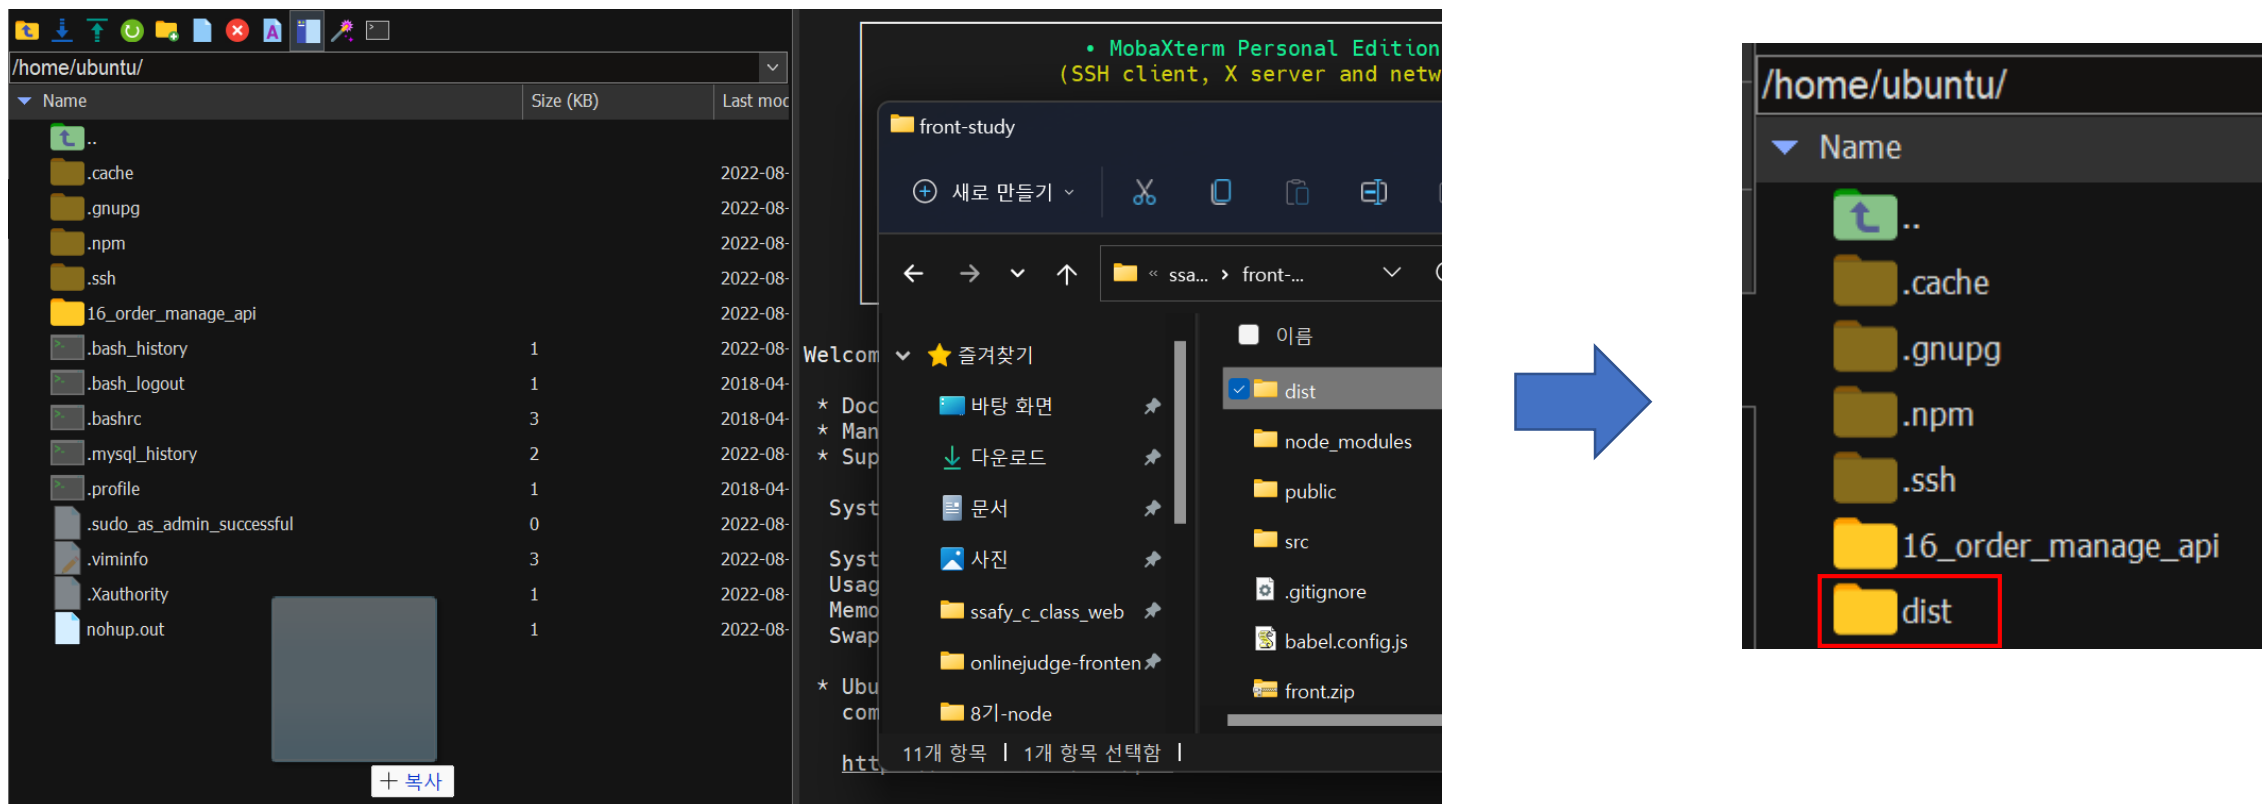 /home/ubuntu/
Name Size (KB) Last mod
..
.cache 2022-08-
.gnupg 2022-08-
.npm 2022-08-
.ssh 2022-08-
16_order_manage_api 2022-08-
.bash_history 1 2022-08-
.bash_logout 1 2018-04-
.bashrc 3 2018-04-
.mysql_history 2 2022-08-
.profile 1 2018-04-
.sudo_as_admin_successful 0 2022-08-
.viminfo 3 2022-08-
.Xauthority 1 2022-08-
nohup.out 1 2022-08-
+ 복사
• MobaXterm Personal Edition
(SSH client, X server and netw
Welcom
* Doc
* Man
* Sup
Syst
Syst
Usag
Memo
Swap
* Ubu
com
htt
front-study
새로 만들기
« ssa... › front-...
즐겨찾기
바탕 화면
다운로드
문서
사진
ssafy_c_class_web
onlinejudge-fronten
8기-node
이름
dist
node_modules
public
src
.gitignore
babel.config.js
front.zip
11개 항목 | 1개 항목 선택함 |
/home/ubuntu/
Name
..
.cache
.gnupg
.npm
.ssh
16_order_manage_api
dist